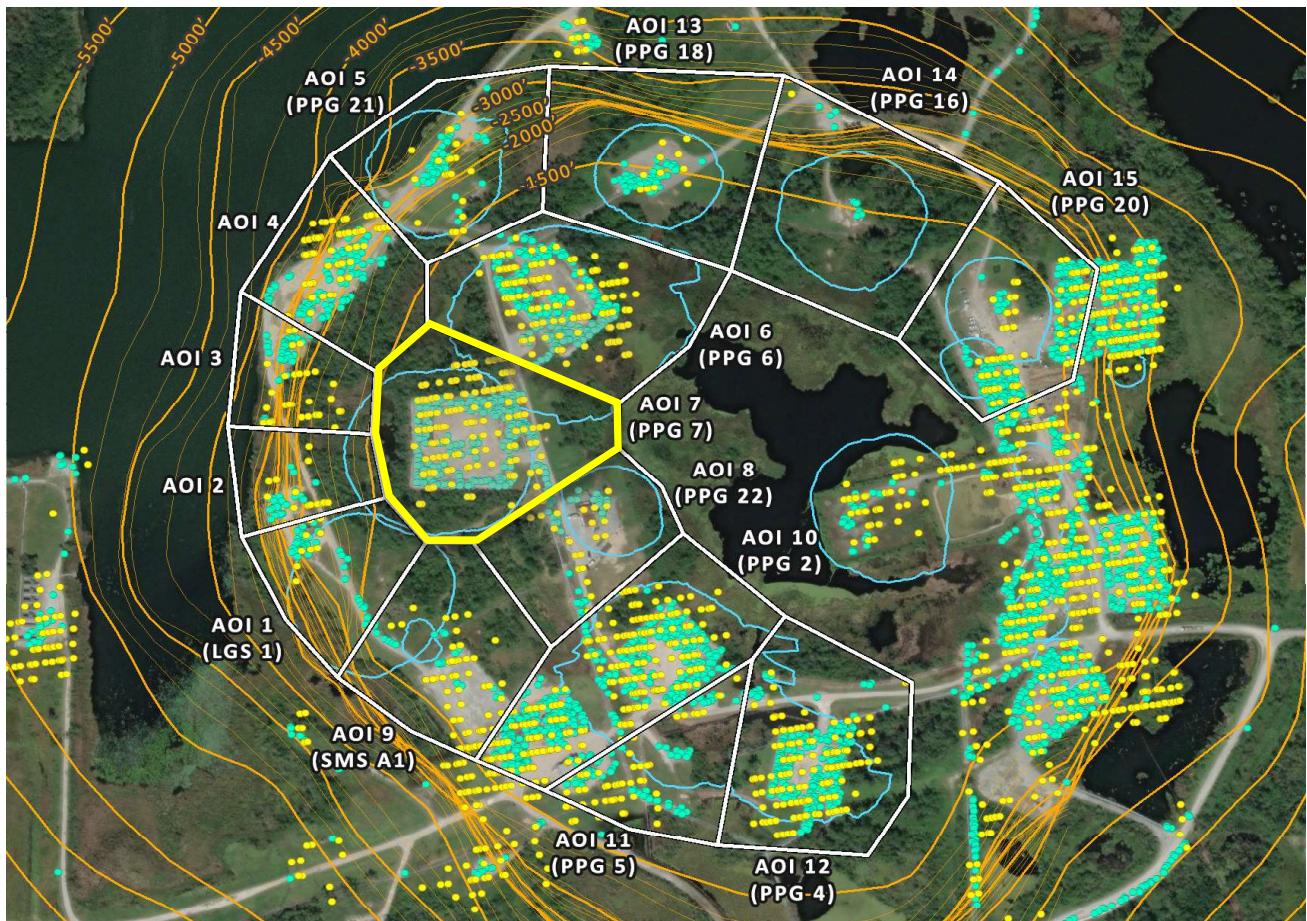 -5500'
-5000'
-4500'
-4000'
-3500'
-3000'
-2500'
-2000'
-1500'
AOI 13
(PPG 18)
AOI 5
(PPG 21)
AOI 14
(PPG 16)
AOI 15
(PPG 20)
AOI 4
AOI 3
AOI 6
(PPG 6)
AOI 7
(PPG 7)
AOI 2
AOI 8
(PPG 22)
AOI 10
(PPG 2)
AOI 1
(LGS 1)
AOI 9
(SMS A1)
AOI 11
(PPG 5)
AOI 12
(PPG 4)